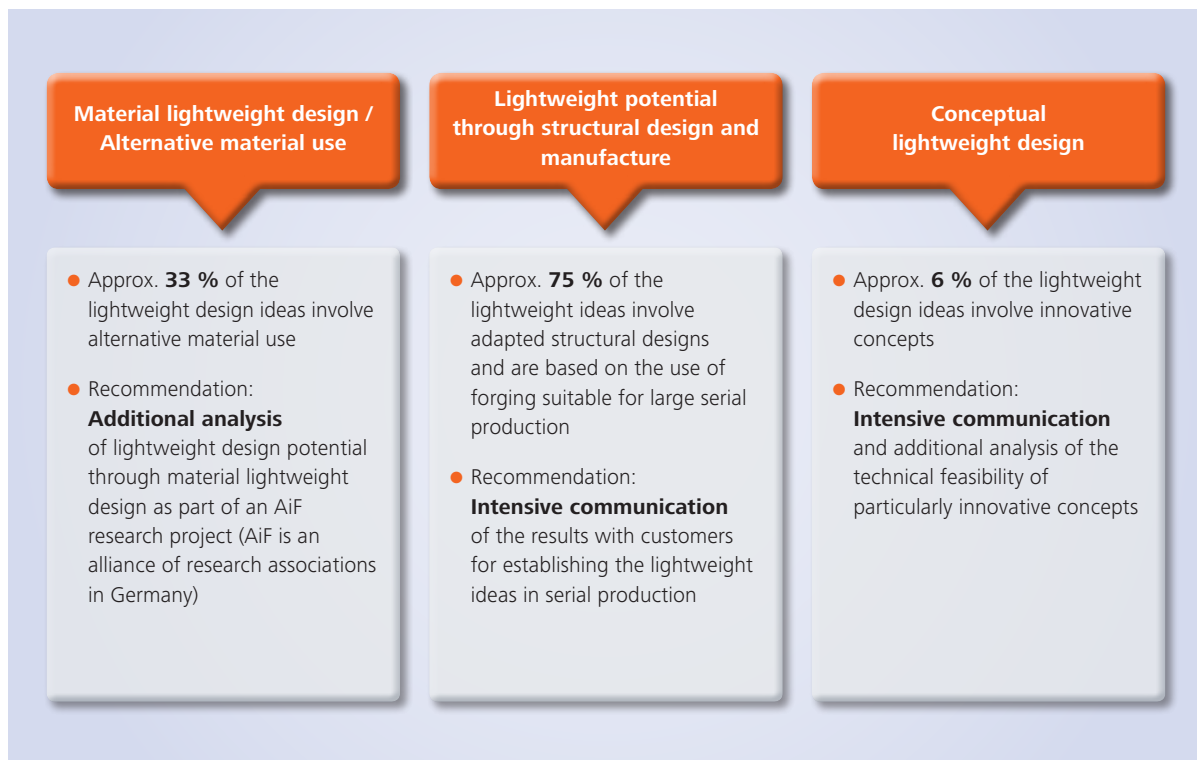 Material lightweight design /
Alternative material use
● Approx. 33 % of the
lightweight design ideas involve
alternative material use
● Recommendation:
Additional analysis
of lightweight design potential
through material lightweight
design as part of an AiF
research project (AiF is an
alliance of research associations
in Germany)
Lightweight potential
through structural design and
manufacture
● Approx. 75 % of the
lightweight ideas involve
adapted structural designs
and are based on the use of
forging suitable for large serial
production
● Recommendation:
Intensive communication
of the results with customers
for establishing the lightweight
ideas in serial production
Conceptual
lightweight design
● Approx. 6 % of the lightweight
design ideas involve innovative
concepts
● Recommendation:
Intensive communication
and additional analysis of the
technical feasibility of
particularly innovative concepts